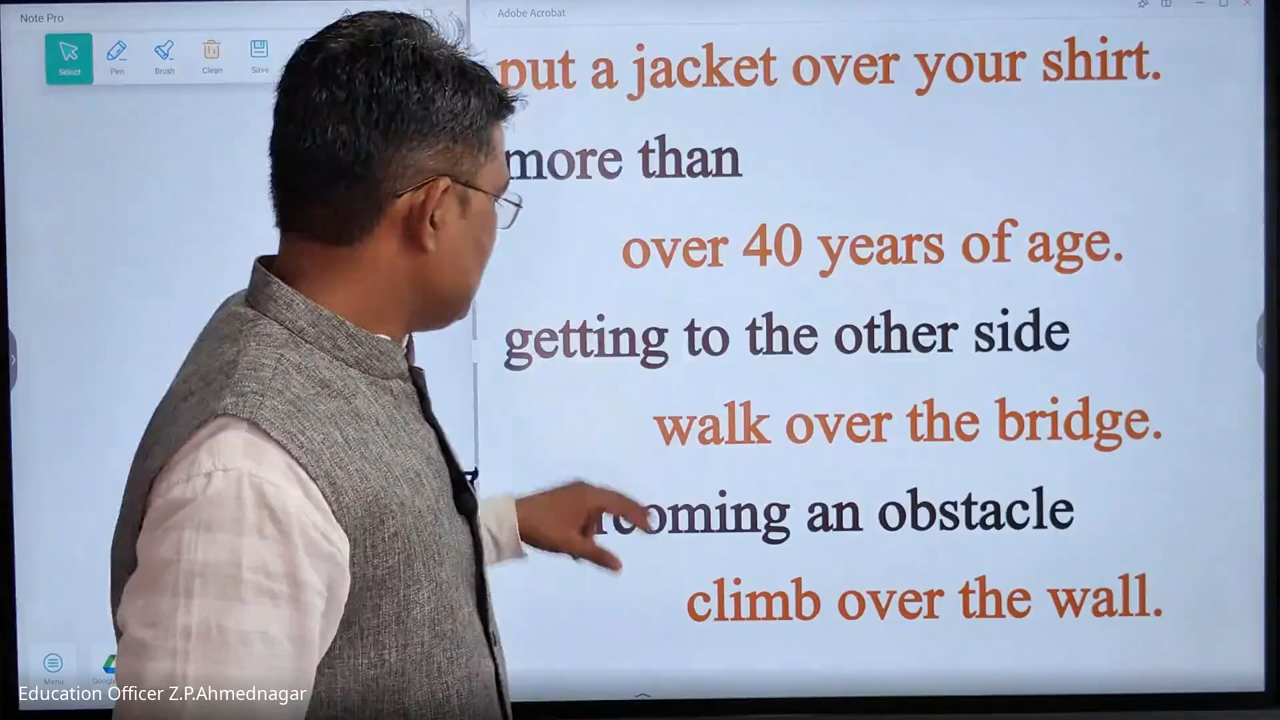 Note Pro
Adobe Acrobat
Select
Pen
Brush
Clean
Save
put a jacket over your shirt.
more than
over 40 years of age.
getting to the other side
walk over the bridge.
an obstacle
climb over the wall.
Menu
Education Officer Z.P.Ahmednagar